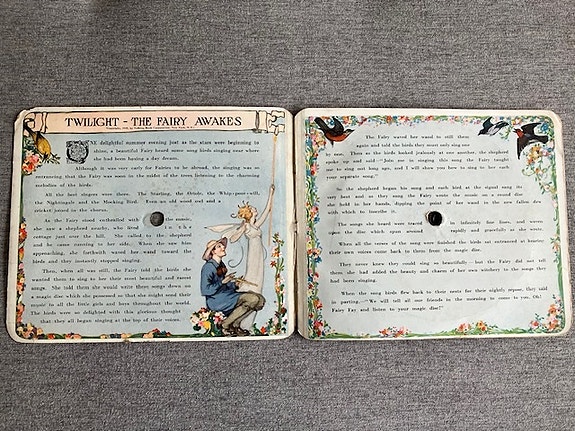 TWILIGHT - THE FAIRY AWAKES
Copyright, 1918, by Talking Book Corporation, New York, N.Y.
ONE delightful summer evening just as the stars were beginning to
shine, a beautiful Fairy heard some song birds singing near where
she had been having a day dream.
Although it was very early for Fairies to be abroad, the singing was so
entrancing that the Fairy was soon in the midst of the trees listening to the charming
melodies of the birds.
All the best singers were there. The Starling, the Oriole, the Whip-poor-will,
the Nightingale and the Mocking Bird. Even an old wood owl and a
cricket joined in the chorus.
As the Fairy stood enthralled with the music,
she saw a shepherd nearby, who lived in the
cottage just over the hill. She called to the shepherd
and he came running to her side. When she saw him
approaching, she forthwith waved her wand toward the
birds and they instantly stopped singing.
Then, when all was still, the Fairy told the birds she
wanted them to sing to her their most beautiful and sweet
songs. She told them she would write these songs down on
a magic disc which she possessed so that she might send their
music to all the little girls and boys throughout the world.
The birds were so delighted with this glorious thought
that they all began singing at the top of their voices.
The Fairy waved her wand to still them
again and told the birds they must only sing one
by one. Then as the birds looked jealously at one another, the shepherd
spoke up and said—"Join me in singing this song the Fairy taught
me to sing out long ago, and I will show you how to sing for her each
your separate song."
So the shepherd began his song and each bird at the signal sang its
very best and as they sang the Fairy wrote the music on a round disc
she held in her hands, dipping the point of her wand in the new fallen dew
with which to inscribe it.
The songs she heard were traced in infinitely fine lines, and woven
upon the disc which spun around rapidly and gracefully as she wrote.
When all the verses of the song were finished the birds sat entranced at hearing
their own voices come back to them from the magic disc.
They never knew they could sing so beautifully—but the Fairy did not tell
them she had added the beauty and charm of her own witchery to the songs they
had been singing.
When the song birds flew back to their nests for their nightly repose, they told
in parting,—"We will tell all our friends in the morning to come to you, Oh!
Fairy Fay and listen to your magic disc!"